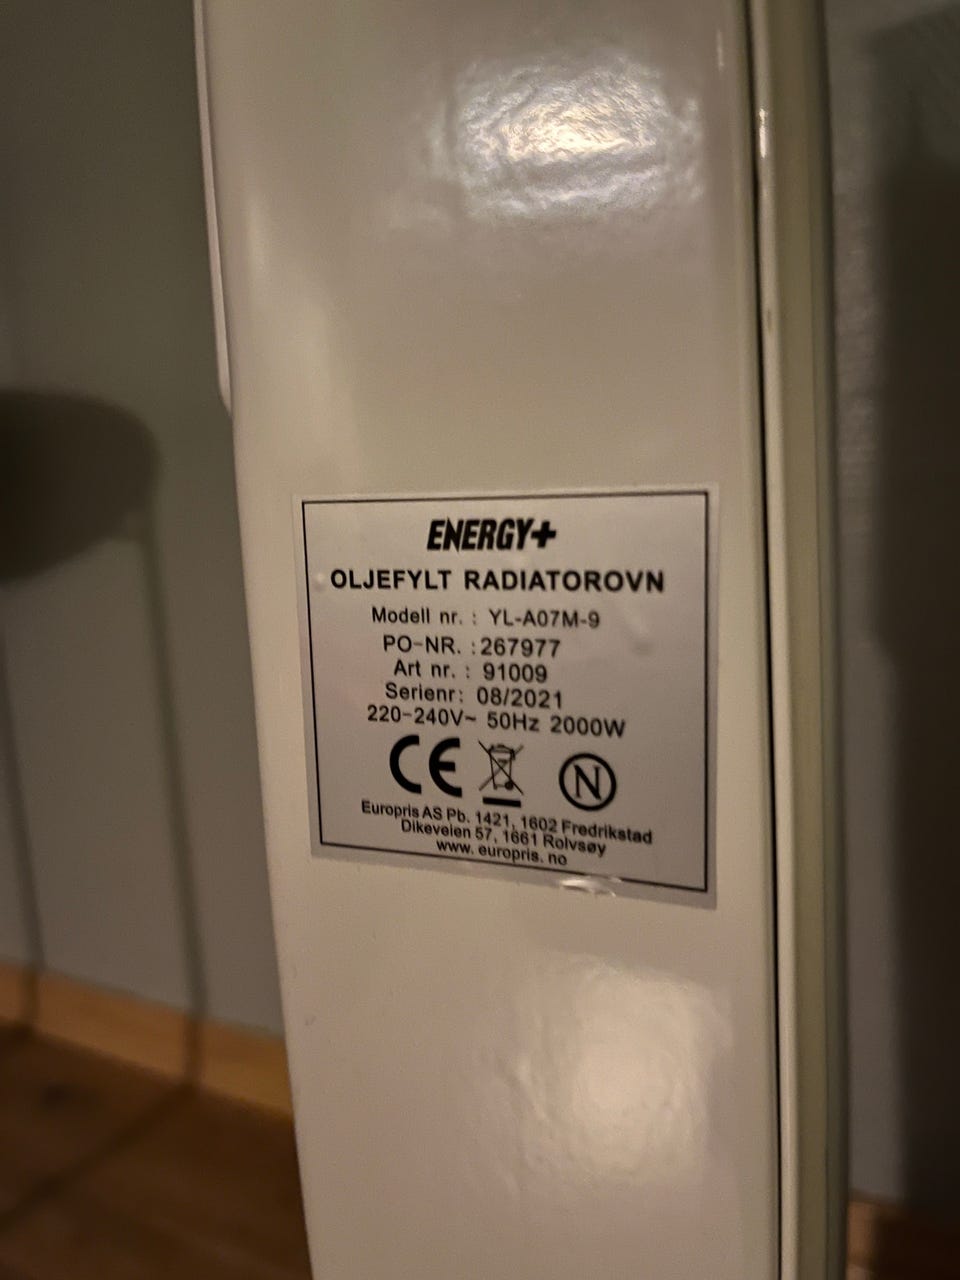 ENERGY+
OLJEFYLT RADIATOROVN
Modell nr. : YL-A07M-9
PO-NR. : 267977
Art nr. : 91009
Serienr: 08/2021
220-240V~ 50Hz 2000W
CE N
Europris AS Pb. 1421, 1602 Fredrikstad
Dikeveien 57, 1661 Rolvsøy
www. europris. no